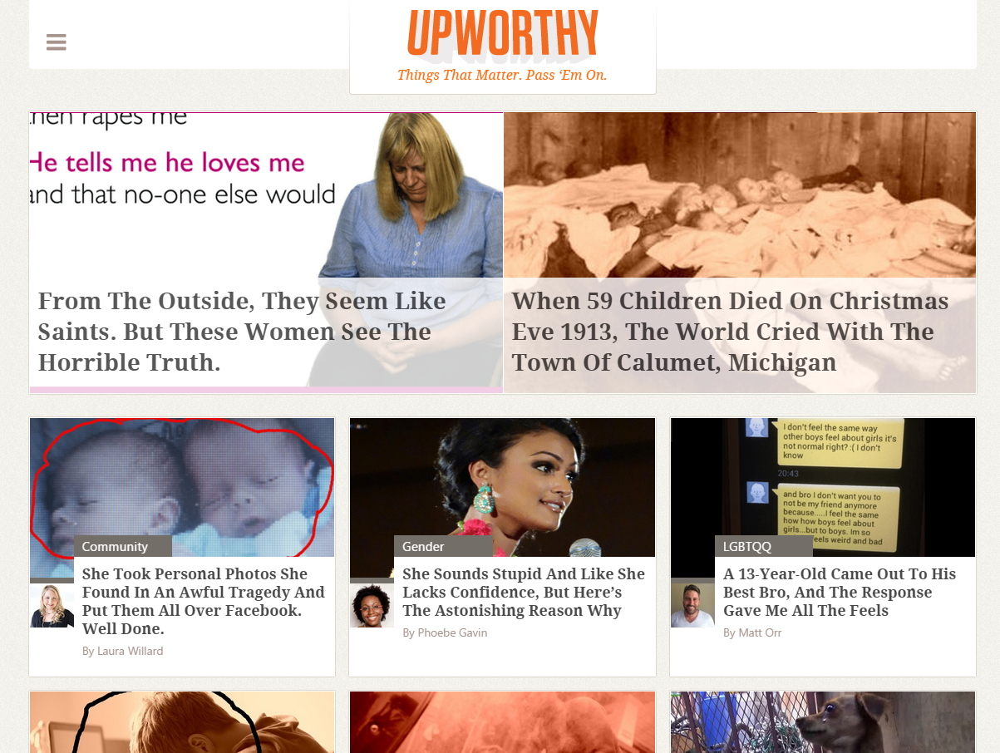 UPWORTHY
Things That Matter. Pass ‘Em On.
then rapes me
He tells me he loves me
and that no-one else would
From The Outside, They Seem Like
Saints. But These Women See The
Horrible Truth.
When 59 Children Died On Christmas
Eve 1913, The World Cried With The
Town Of Calumet, Michigan
Community
She Took Personal Photos She
Found In An Awful Tragedy And
Put Them All Over Facebook.
Well Done.
By Laura Willard
Gender
She Sounds Stupid And Like She
Lacks Confidence, But Here’s
The Astonishing Reason Why
By Phoebe Gavin
I don't feel the same way
other boys feel about girls it's
not normal right? :( I don't
know
20:43
and bro I don't want you to
not be my friend anymore
because.....I feel the same
how how boys feel about
girls...but to boys. Im so
feels weird and bad
LGBTQQ
A 13-Year-Old Came Out To His
Best Bro, And The Response
Gave Me All The Feels
By Matt Orr